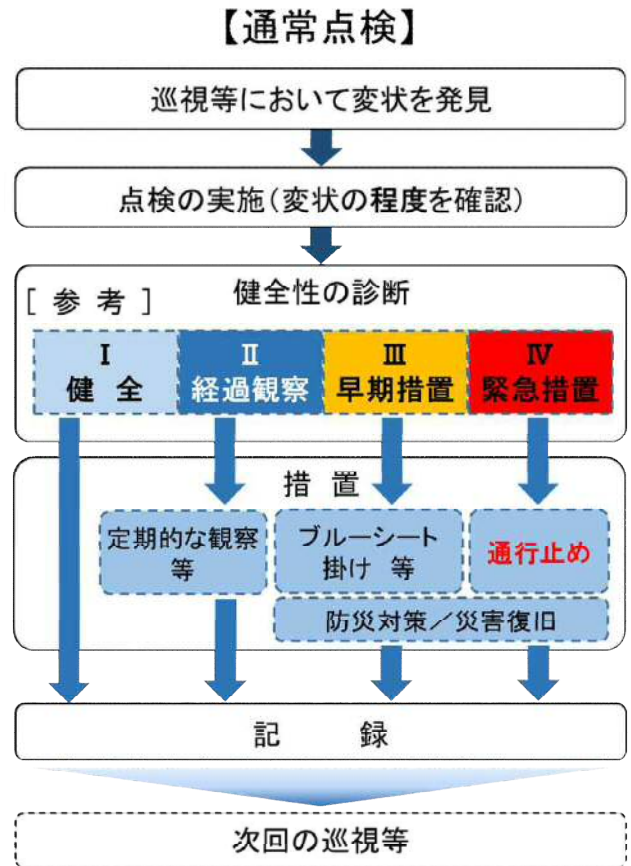 【通常点検】
巡視等において変状を発見
点検の実施(変状の程度を確認)
健全性の診断
[参考]
Ⅰ
健 全
Ⅱ
経過観察
Ⅲ
早期措置
Ⅳ
緊急措置
措 置
定期的な観察
等
ブルーシート
掛け 等
通行止め
防災対策/災害復旧
記 録
次回の巡視等